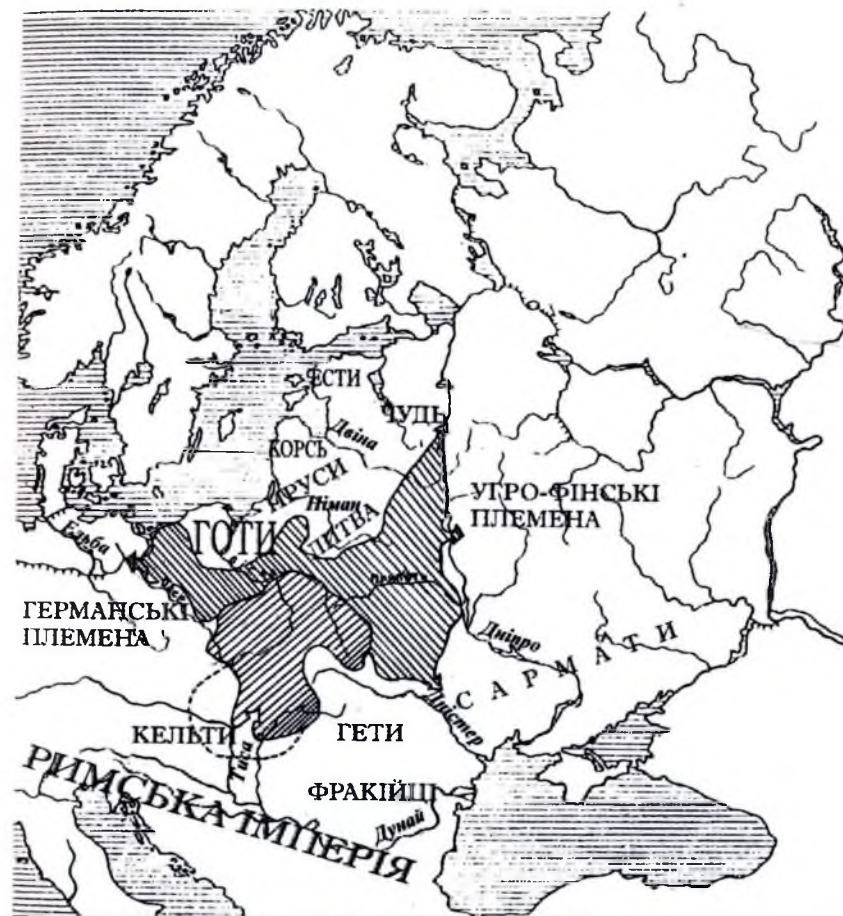 ЕСТИ
ЧУДЬ
Двіна
КОРСЬ
ПРУСИ
Німан
ЛИТВА
ГОТИ
Ельба
УГРО-ФІНСЬКІ
ПЛЕМЕНА
ГЕРМАНСЬКІ
ПЛЕМЕНА
Дніпро
САРМАТИ
Дністер
КЕЛЬТИ
Тиса
ГЕТИ
ФРАКІЙЦІ
Дунай
РИМСЬКА ІМПЕРІЯ